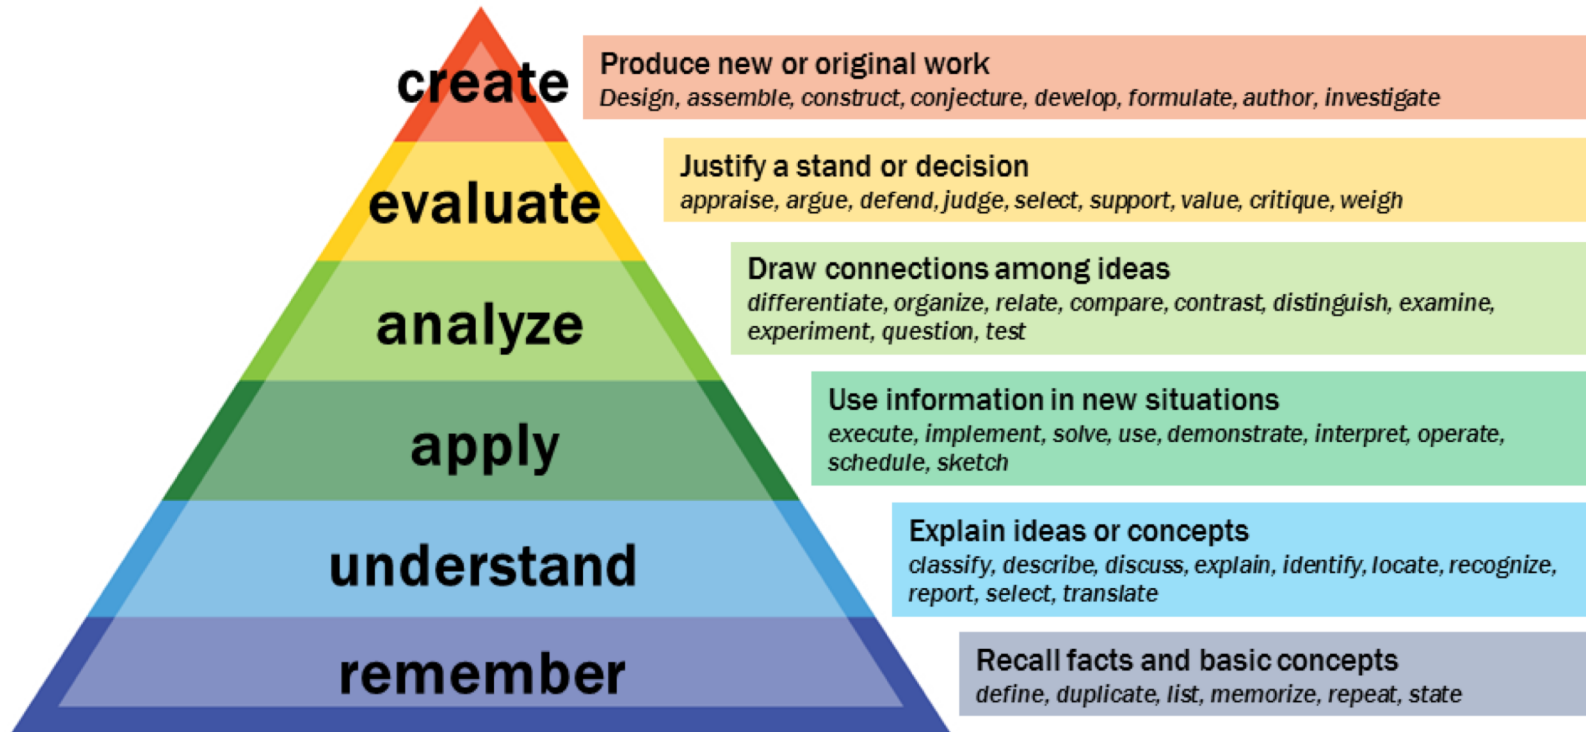 create
Produce new or original work
Design, assemble, construct, conjecture, develop, formulate, author, investigate
evaluate
Justify a stand or decision
appraise, argue, defend, judge, select, support, value, critique, weigh
analyze
Draw connections among ideas
differentiate, organize, relate, compare, contrast, distinguish, examine,
experiment, question, test
apply
Use information in new situations
execute, implement, solve, use, demonstrate, interpret, operate,
schedule, sketch
understand
Explain ideas or concepts
classify, describe, discuss, explain, identify, locate, recognize,
report, select, translate
remember
Recall facts and basic concepts
define, duplicate, list, memorize, repeat, state